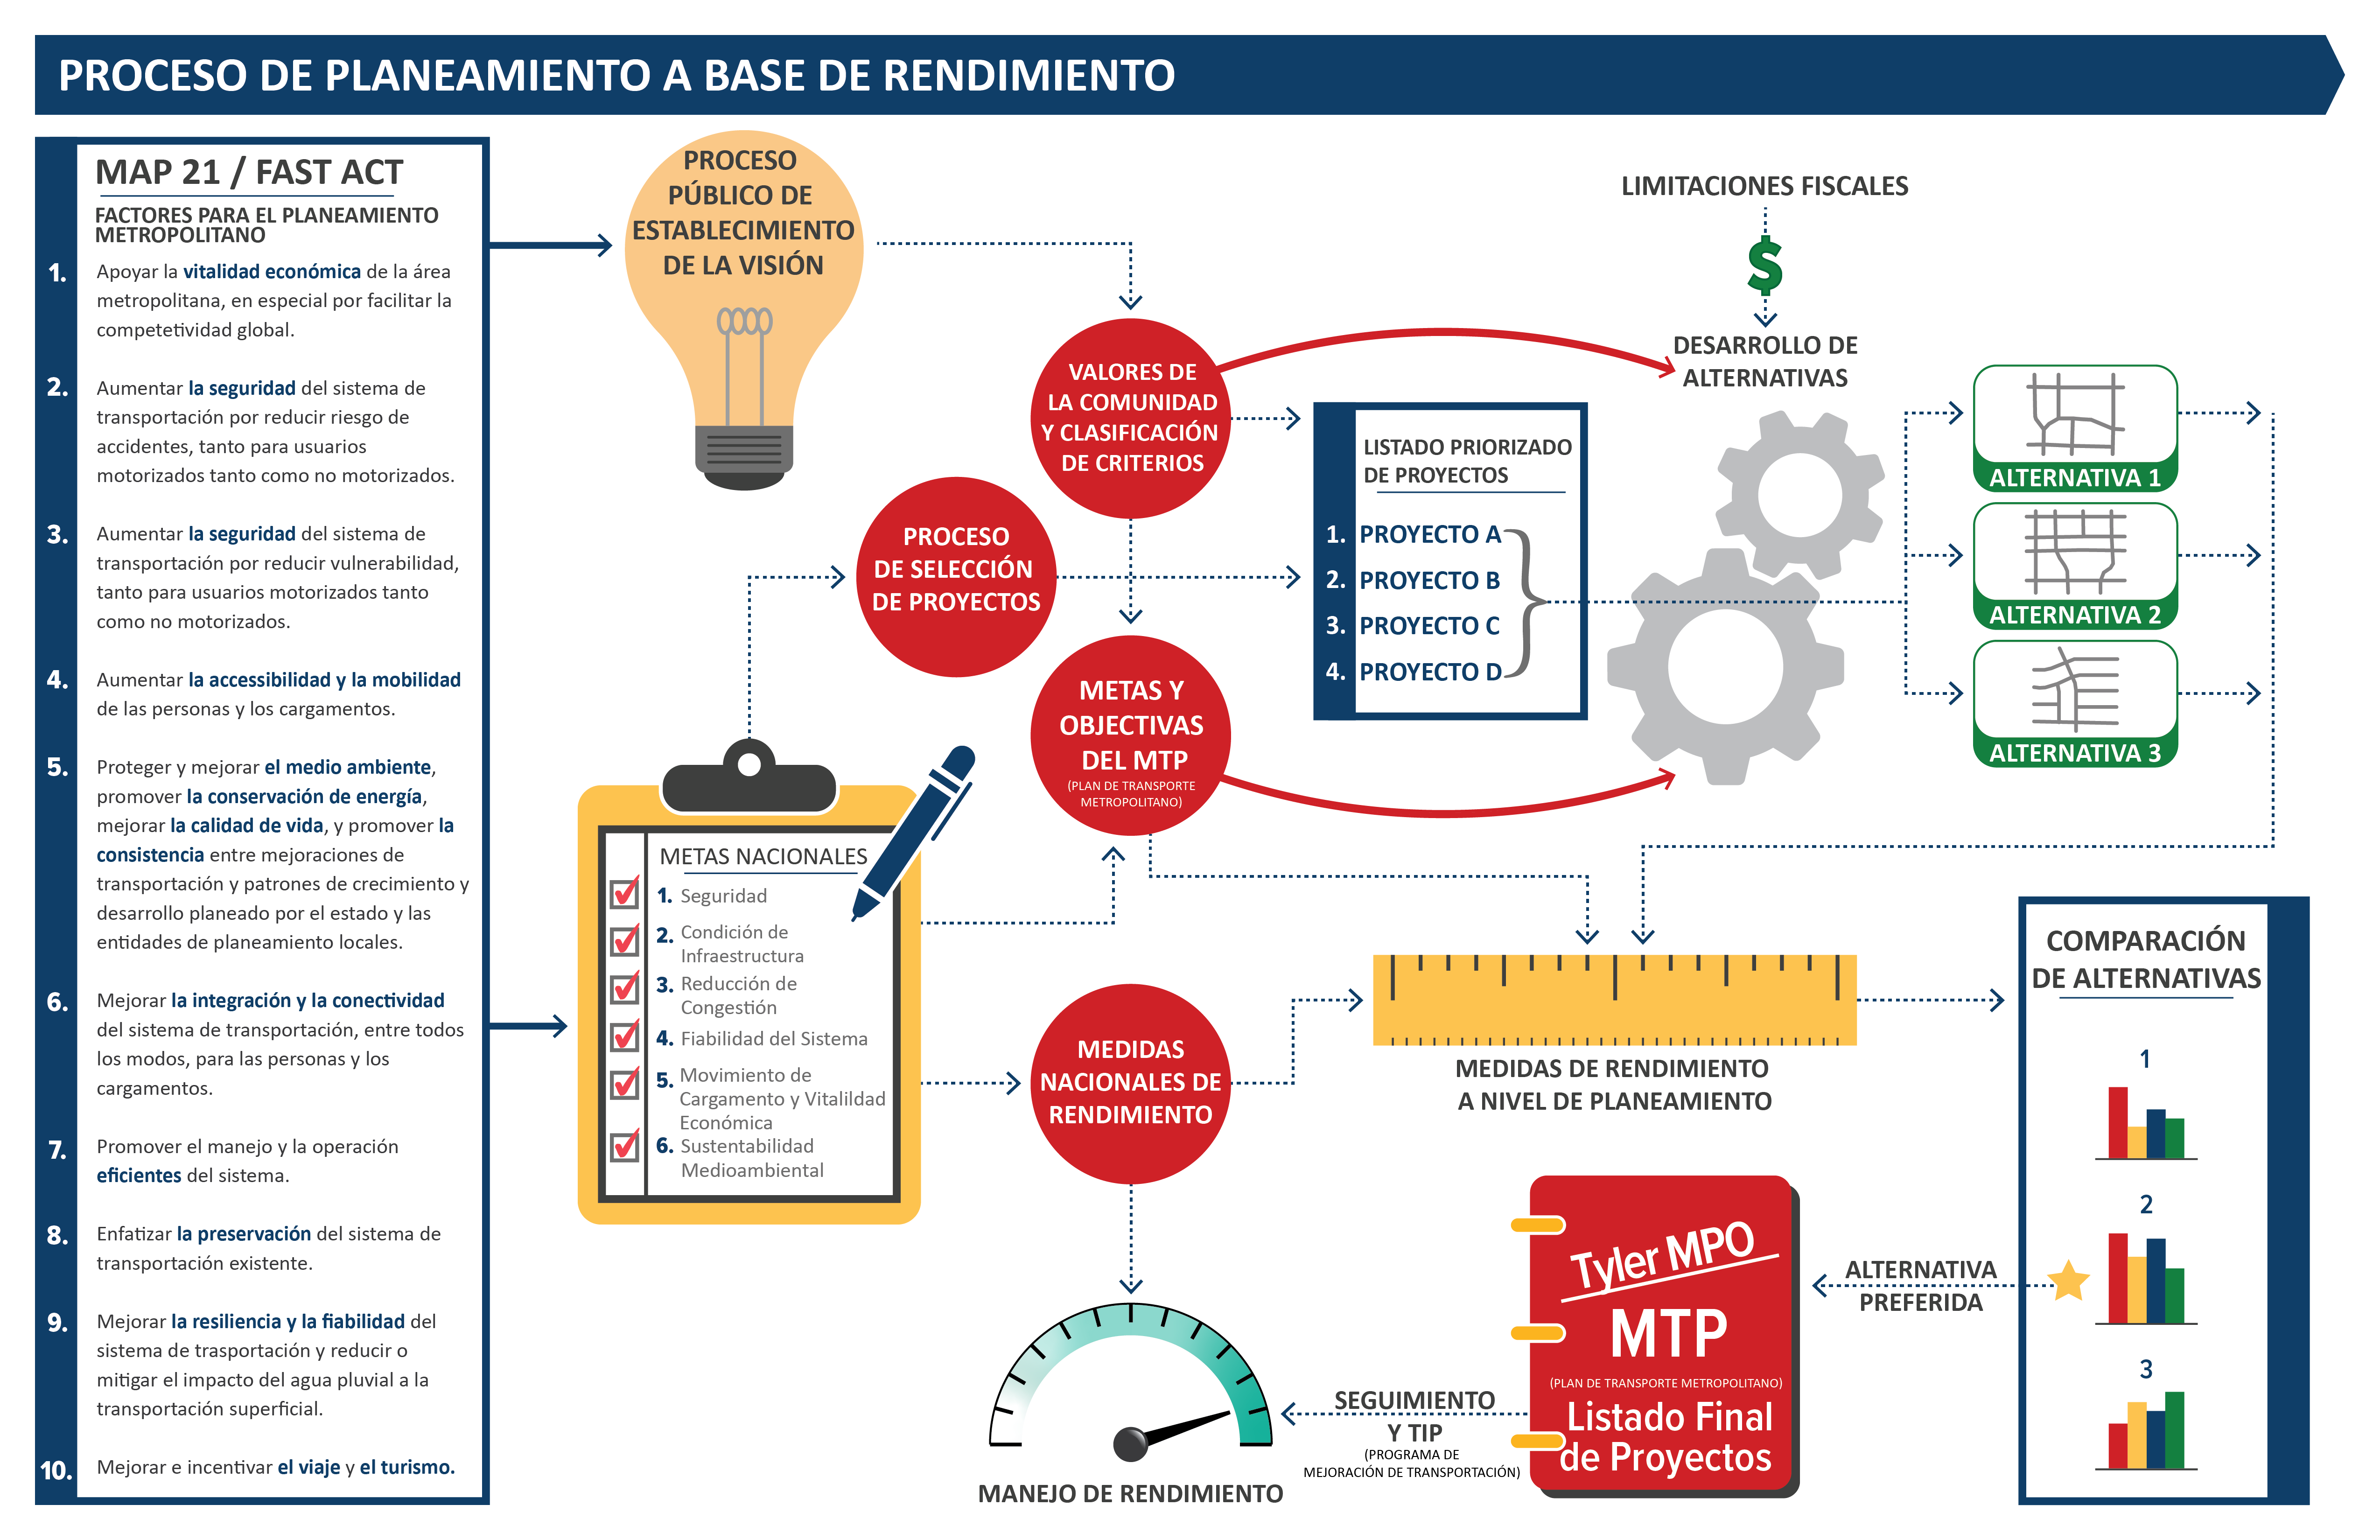 PROCESO DE PLANEAMIENTO A BASE DE RENDIMIENTO
MAP 21 / FAST ACT
FACTORES PARA EL PLANEAMIENTO
METROPOLITANO
1. Apoyar la vitalidad económica de la área
metropolitana, en especial por facilitar la
competetividad global.
2. Aumentar la seguridad del sistema de
transportación por reducir riesgo de
accidentes, tanto para usuarios
motorizados tanto como no motorizados.
3. Aumentar la seguridad del sistema de
transportación por reducir vulnerabilidad,
tanto para usuarios motorizados tanto
como no motorizados.
4. Aumentar la accessibilidad y la mobilidad
de las personas y los cargamentos.
5. Proteger y mejorar el medio ambiente,
promover la conservación de energía,
mejorar la calidad de vida, y promover la
consistencia entre mejoraciones de
transportación y patrones de crecimiento y
desarrollo planeado por el estado y las
entidades de planeamiento locales.
6. Mejorar la integración y la conectividad
del sistema de transportación, entre todos
los modos, para las personas y los
cargamentos.
7. Promover el manejo y la operación
eficientes del sistema.
8. Enfatizar la preservación del sistema de
transportación existente.
9. Mejorar la resiliencia y la fiabilidad del
sistema de trasportación y reducir o
mitigar el impacto del agua pluvial a la
transportación superficial.
10. Mejorar e incentivar el viaje y el turismo.
PROCESO
PÚBLICO DE
ESTABLECIMIENTO
DE LA VISIÓN
VALORES DE
LA COMUNIDAD
Y CLASIFICACIÓN
DE CRITERIOS
PROCESO
DE SELECCIÓN
DE PROYECTOS
METAS Y
OBJECTIVAS
DEL MTP
(PLAN DE TRANSPORTE
METROPOLITANO)
METAS NACIONALES
1. Seguridad
2. Condición de
Infraestructura
3. Reducción de
Congestión
4. Fiabilidad del Sistema
5. Movimiento de
Cargamento y Vitalildad
Económica
6. Sustentabilidad
Medioambiental
MEDIDAS
NACIONALES DE
RENDIMIENTO
LISTADO PRIORIZADO
DE PROYECTOS
1. PROYECTO A
2. PROYECTO B
3. PROYECTO C
4. PROYECTO D
LIMITACIONES FISCALES
$
DESARROLLO DE
ALTERNATIVAS
ALTERNATIVA 1
ALTERNATIVA 2
ALTERNATIVA 3
MEDIDAS DE RENDIMIENTO
A NIVEL DE PLANEAMIENTO
COMPARACIÓN
DE ALTERNATIVAS
1
2
3
ALTERNATIVA
PREFERIDA
Tyler MPO
MTP
(PLAN DE TRANSPORTE METROPOLITANO)
Listado Final
de Proyectos
SEGUIMIENTO
Y TIP
(PROGRAMA DE
MEJORACIÓN DE TRANSPORTACIÓN)
MANEJO DE RENDIMIENTO